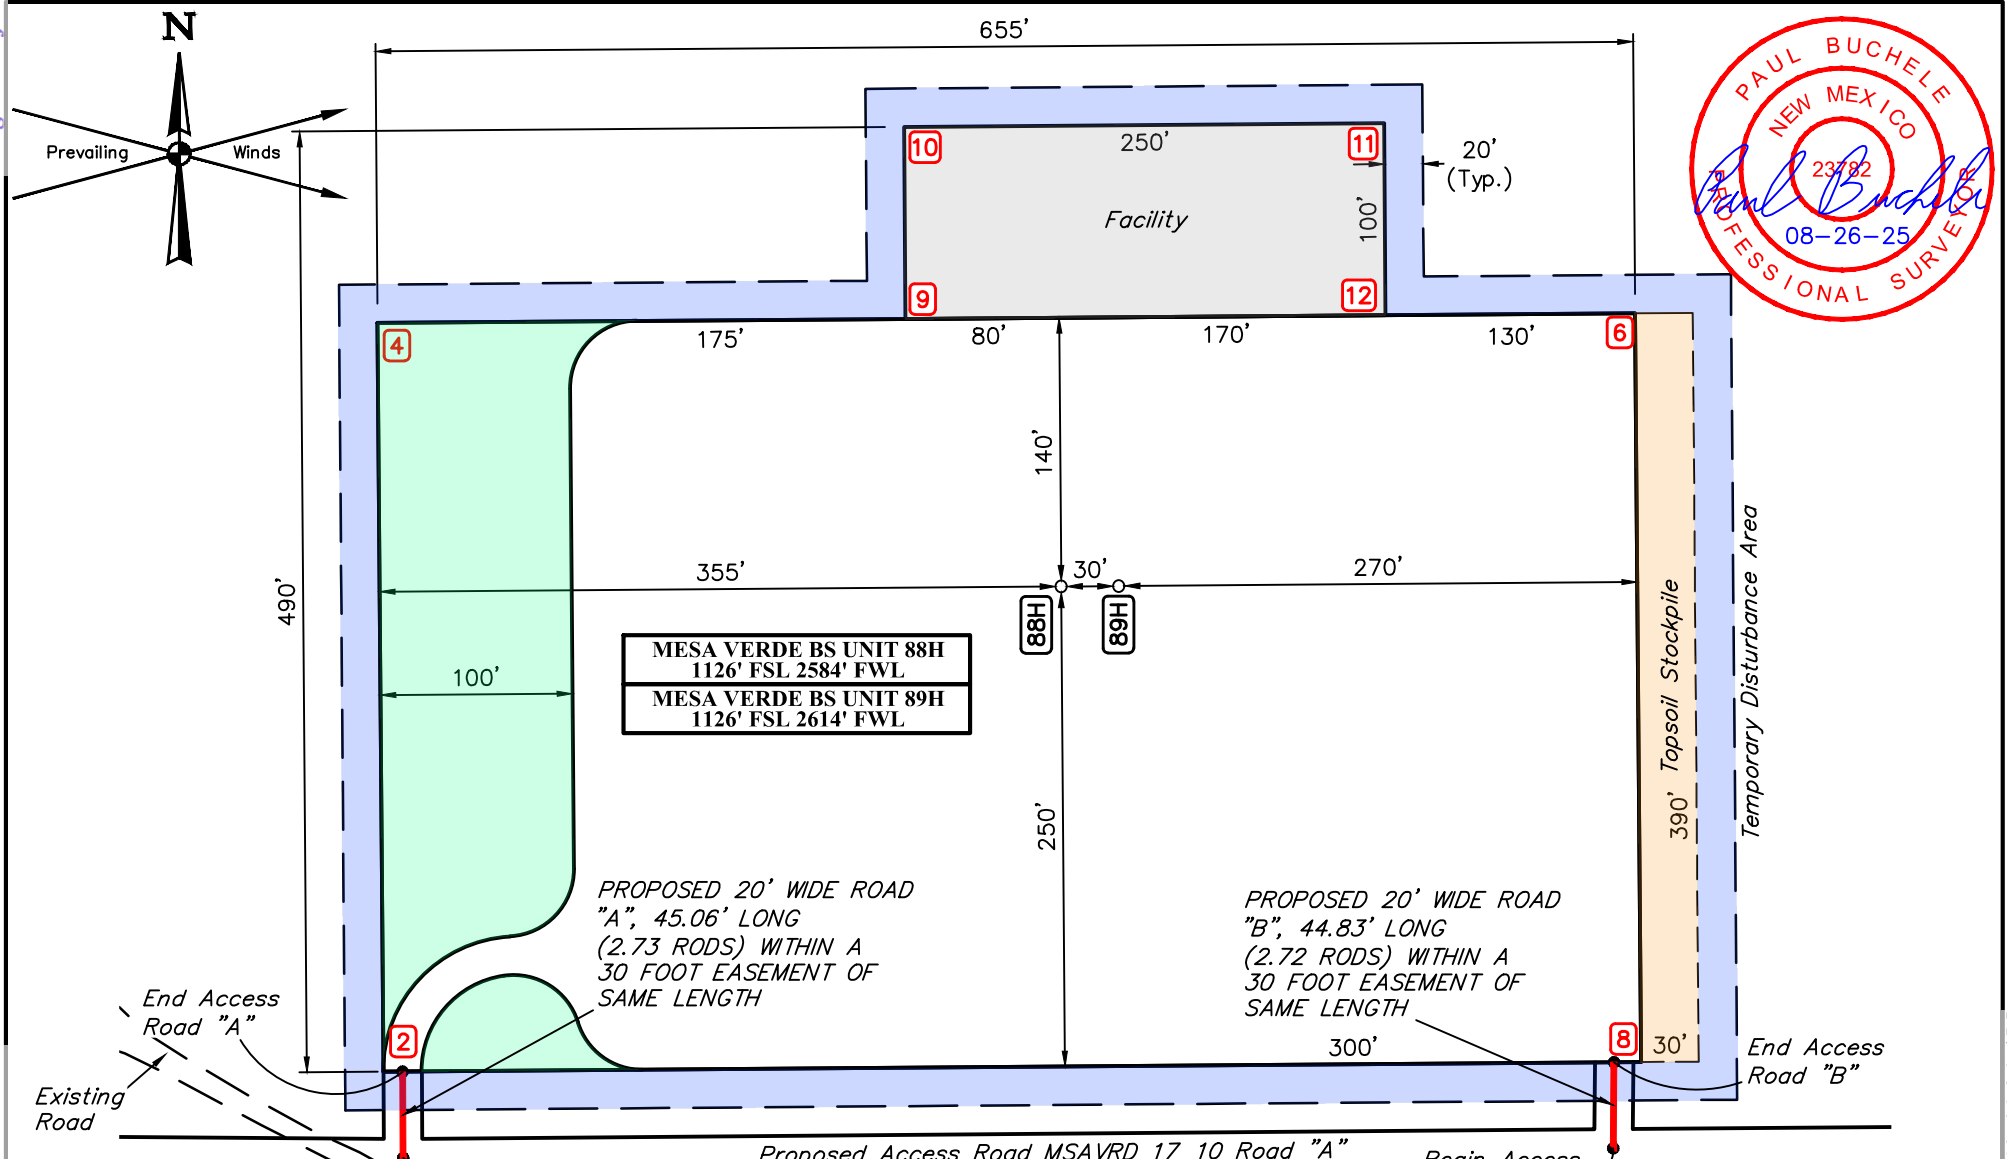 N
Prevailing Winds
655'
PAUL BUCHELE
NEW MEXICO
23782
PROFESSIONAL SURVEYOR
Paul Buchele
08-26-25
10
250'
11
20'
(Typ.)
Facility
100'
9
12
4
175'
80'
170'
130'
6
490'
140'
355'
30'
270'
88H
89H
MESA VERDE BS UNIT 88H
1126' FSL 2584' FWL
MESA VERDE BS UNIT 89H
1126' FSL 2614' FWL
100'
250'
390' Topsoil Stockpile
Temporary Disturbance Area
PROPOSED 20' WIDE ROAD
"A", 45.06' LONG
(2.73 RODS) WITHIN A
30 FOOT EASEMENT OF
SAME LENGTH
PROPOSED 20' WIDE ROAD
"B", 44.83' LONG
(2.72 RODS) WITHIN A
30 FOOT EASEMENT OF
SAME LENGTH
End Access
Road "A"
2
300'
8
30'
End Access
Road "B"
Existing
Road
Proposed Access Road MSAVRD 17_10 Road "A"
Begin Access